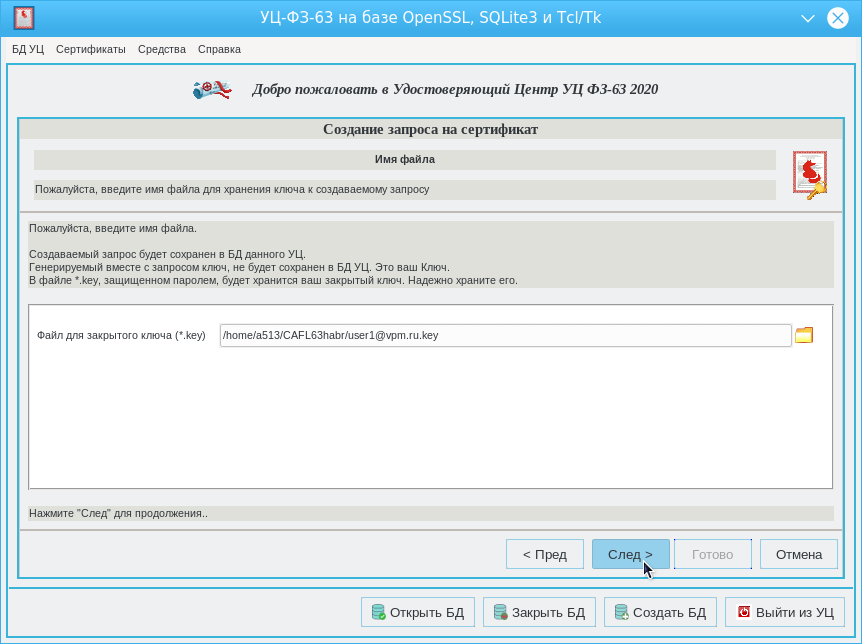 УЦ-ФЗ-63 на базе OpenSSL, SQLite3 и Tcl/Tk
БД УЦ Сертификаты Средства Справка
Добро пожаловать в Удостоверяющий Центр УЦ ФЗ-63 2020
Создание запроса на сертификат
Имя файла
Пожалуйста, введите имя файла для хранения ключа к создаваемому запросу
Пожалуйста, введите имя файла.
Создаваемый запрос будет сохранен в БД данного УЦ.
Генерируемый вместе с запросом ключ, не будет сохранен в БД УЦ. Это ваш Ключ.
В файле *.key, защищенном паролем, будет хранится ваш закрытый ключ. Надежно храните его.
Файл для закрытого ключа (*.key) /home/a513/CAFL63habr/user1@vpm.ru.key
Нажмите "След" для продолжения..
< Пред След > Готово Отмена
Открыть БД Закрыть БД Создать БД Выйти из УЦ